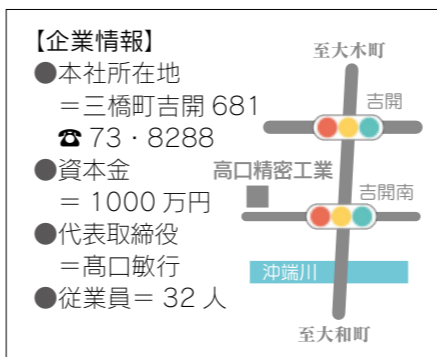 【企業情報】
●本社所在地
＝三橋町吉開 681
☎ 73・8288
●資本金
＝ 1000 万円
●代表取締役
＝髙口敏行
●従業員＝ 32 人
至大木町
吉開
高口精密工業
吉開南
沖端川
至大和町